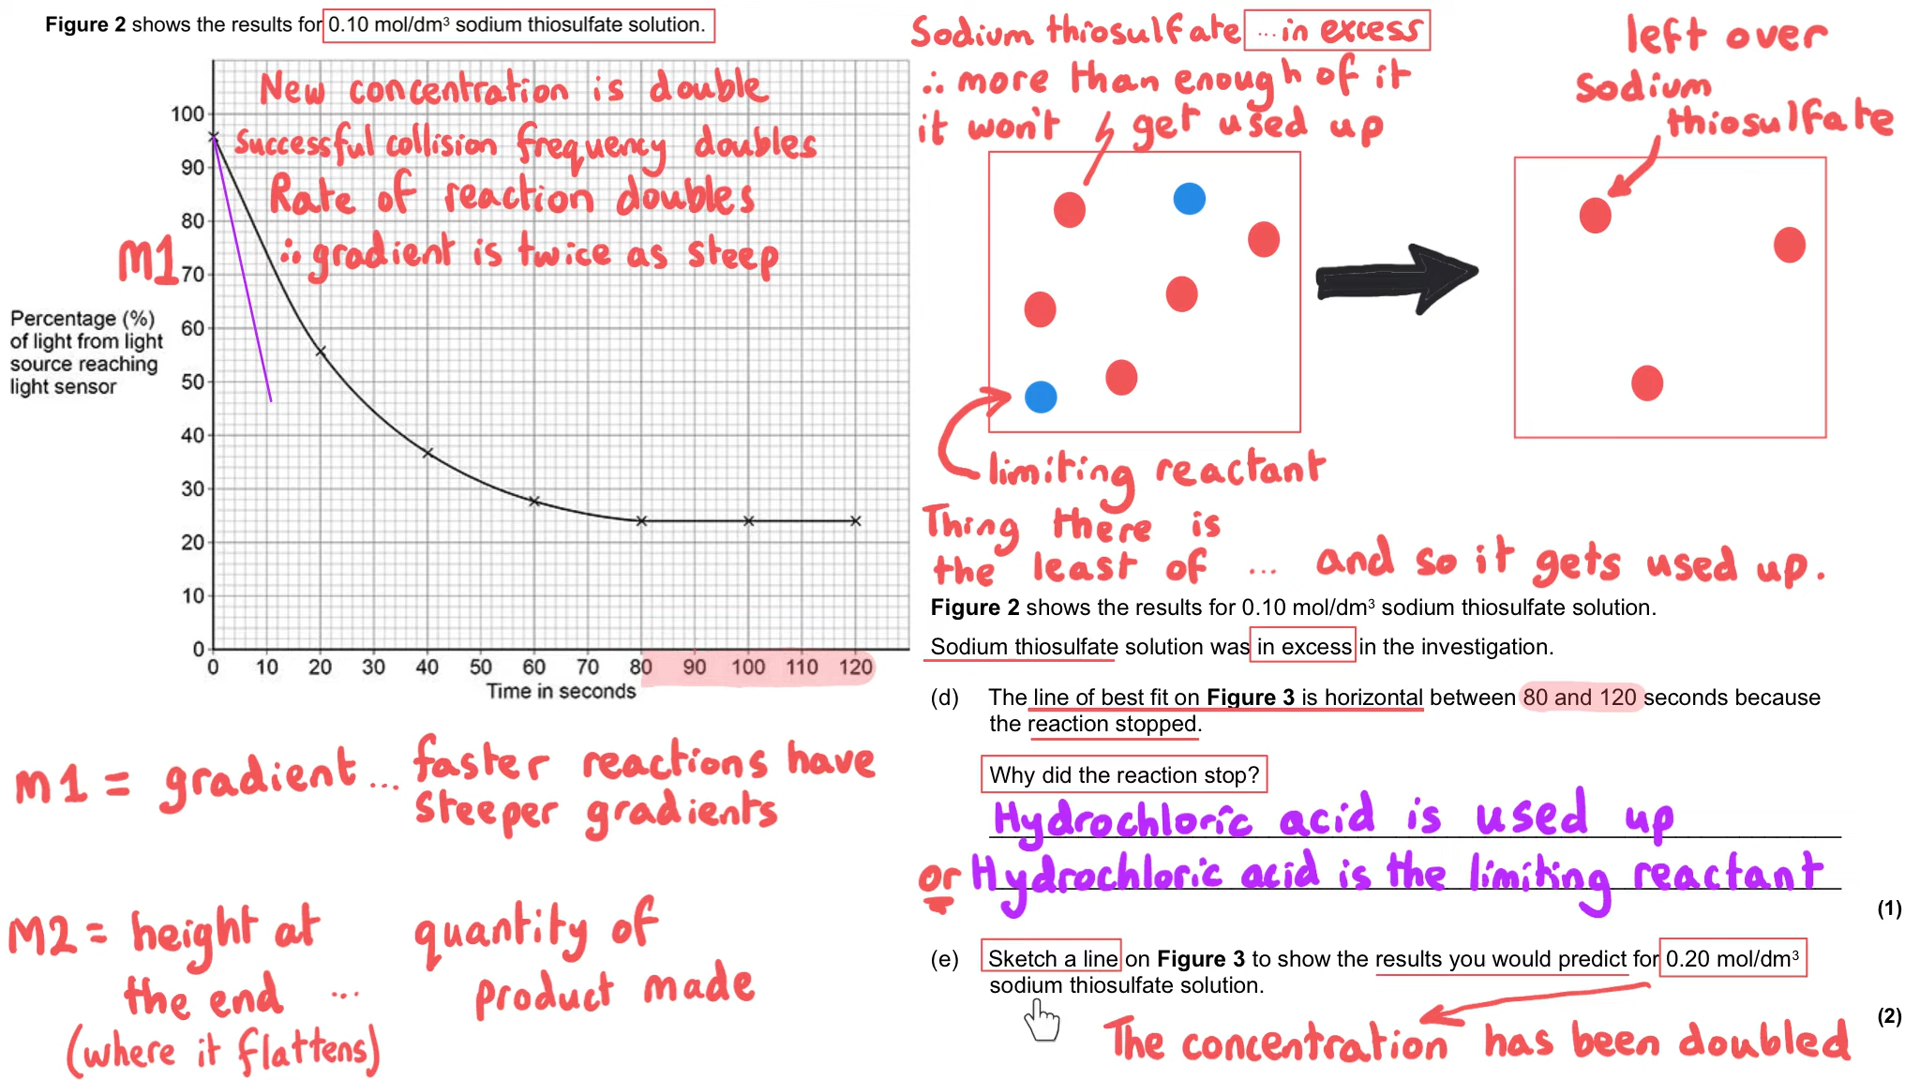 Figure 2 shows the results for 0.10 mol/dm³ sodium thiosulfate solution.
New concentration is double
Successful collision frequency doubles
Rate of reaction doubles
∴ gradient is twice as steep
M1
Percentage (%)
of light from light
source reaching
light sensor
100
90
80
70
60
50
40
30
20
10
0
0 10 20 30 40 50 60 70 80 90 100 110 120
Time in seconds
M1 = gradient ... faster reactions have
steeper gradients
M2 = height at
the end ...
(where it flattens)
quantity of
product made
Sodium thiosulfate ... in excess
∴ more than enough of it
it won't get used up
left over
sodium
thiosulfate
limiting reactant
Thing there is
the least of ... and so it gets used up.
Figure 2 shows the results for 0.10 mol/dm³ sodium thiosulfate solution.
Sodium thiosulfate solution was in excess in the investigation.
(d) The line of best fit on Figure 3 is horizontal between 80 and 120 seconds because
the reaction stopped.
Why did the reaction stop?
Hydrochloric acid is used up
or Hydrochloric acid is the limiting reactant
(1)
(e) Sketch a line on Figure 3 to show the results you would predict for 0.20 mol/dm³
sodium thiosulfate solution.
(2)
The concentration has been doubled